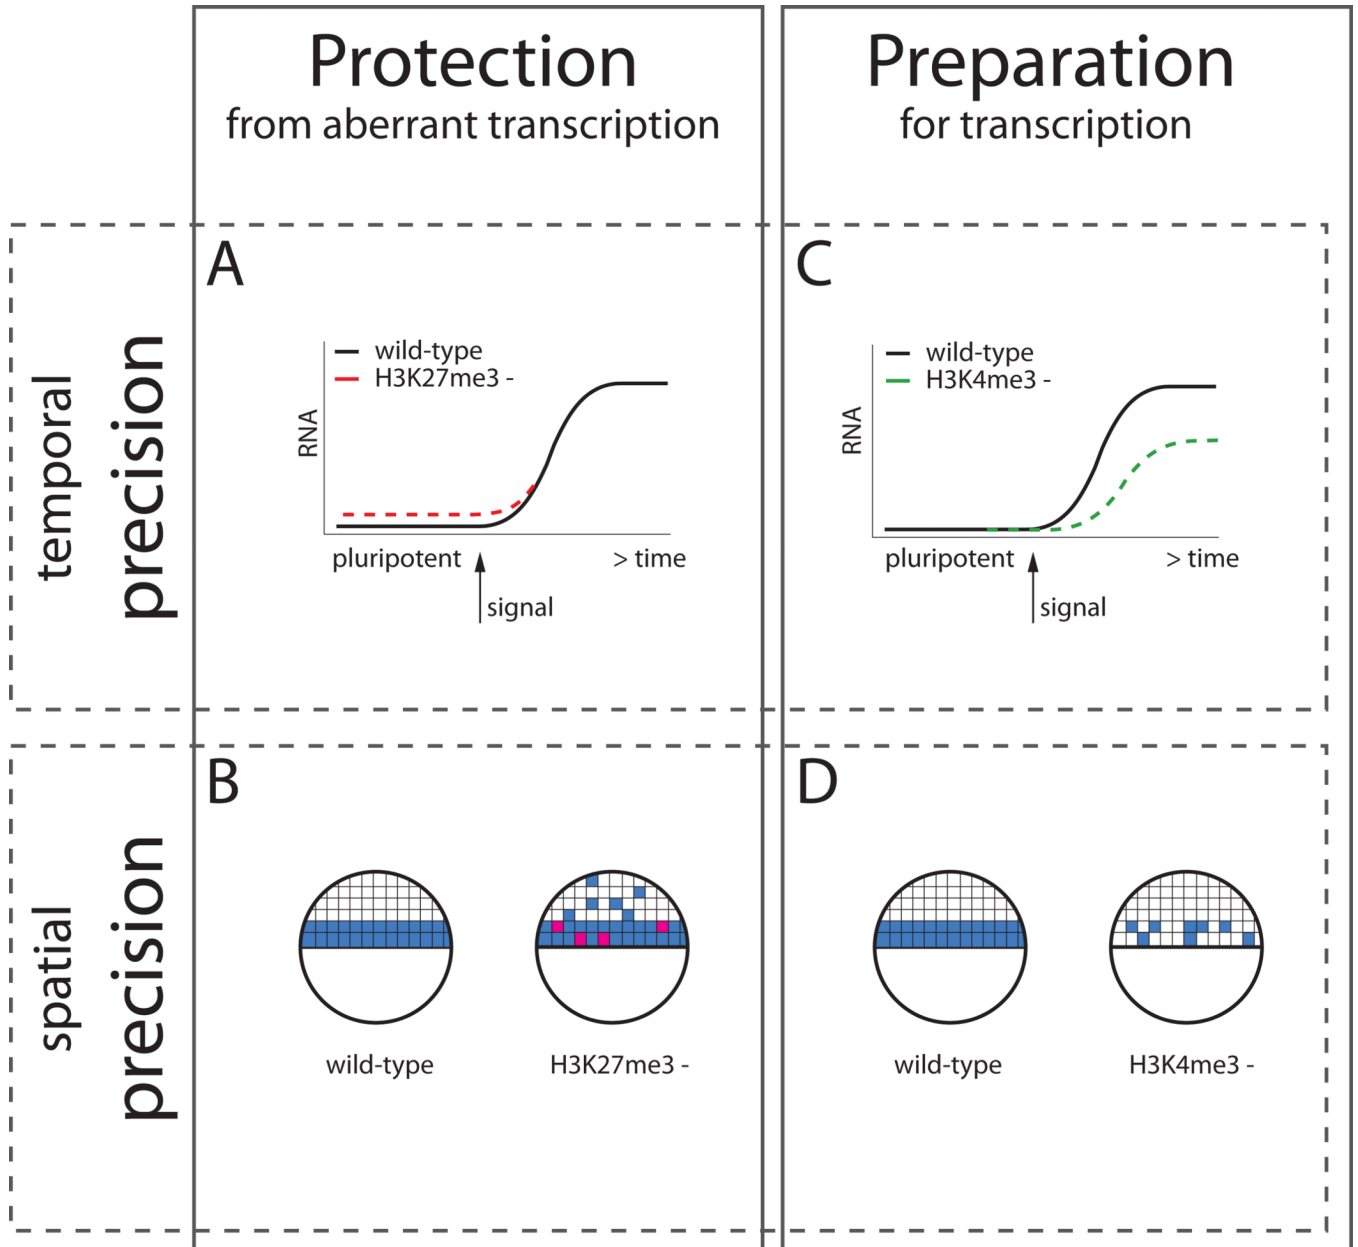 Protection
from aberrant transcription
Preparation
for transcription
temporal
precision
A
wild-type
H3K27me3 -
RNA
pluripotent
> time
signal
C
wild-type
H3K4me3 -
RNA
pluripotent
> time
signal
spatial
precision
B
wild-type
H3K27me3 -
D
wild-type
H3K4me3 -